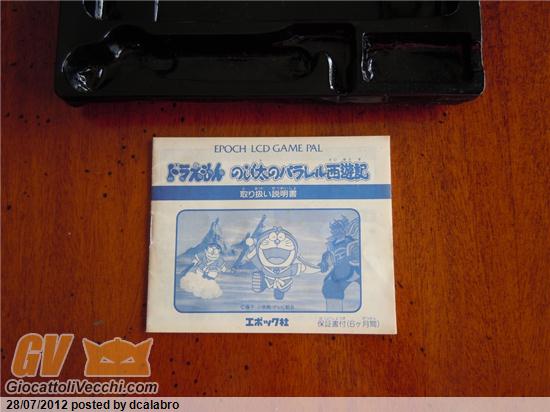 EPOCH LCD GAME PAL
ドラえもん のび太のパラレル西遊記
取り扱い説明書
エポック社
保証書付(6ヶ月間)
GV
GiocattoliVecchi.com
28/07/2012 posted by dcalabro